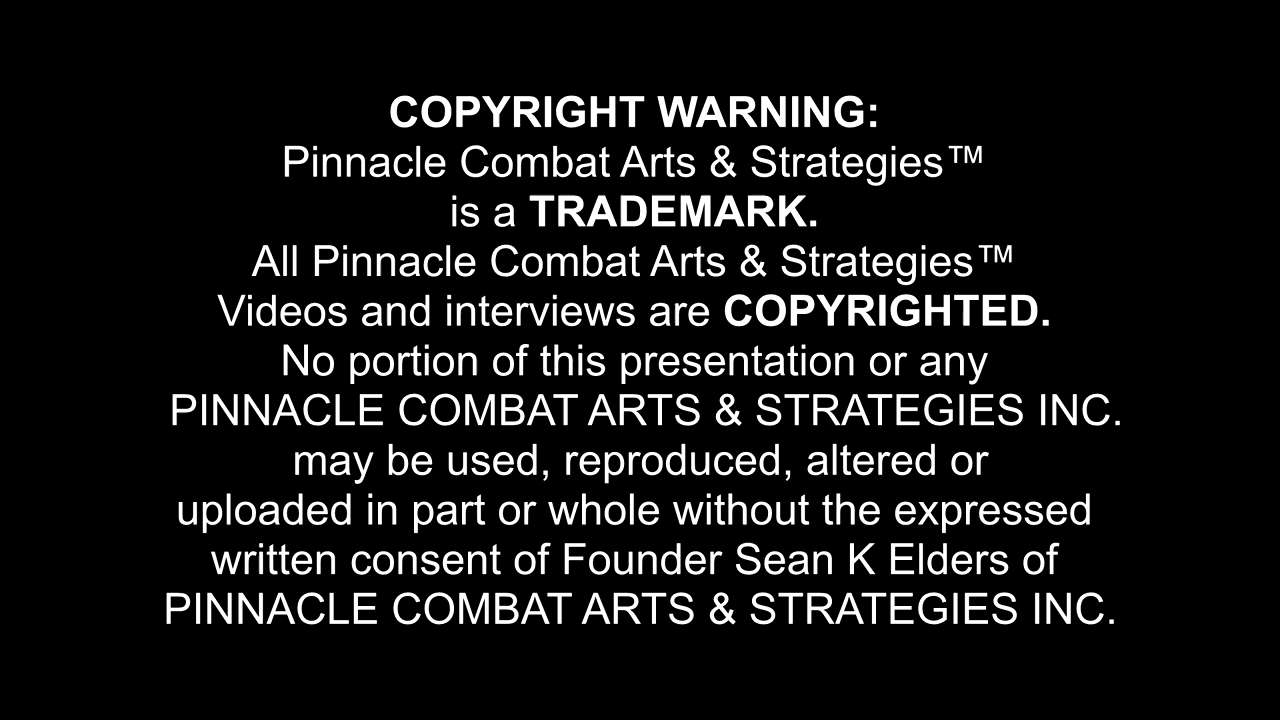 COPYRIGHT WARNING:
Pinnacle Combat Arts & Strategies™
is a TRADEMARK.
All Pinnacle Combat Arts & Strategies™
Videos and interviews are COPYRIGHTED.
No portion of this presentation or any
PINNACLE COMBAT ARTS & STRATEGIES INC.
may be used, reproduced, altered or
uploaded in part or whole without the expressed
written consent of Founder Sean K Elders of
PINNACLE COMBAT ARTS & STRATEGIES INC.